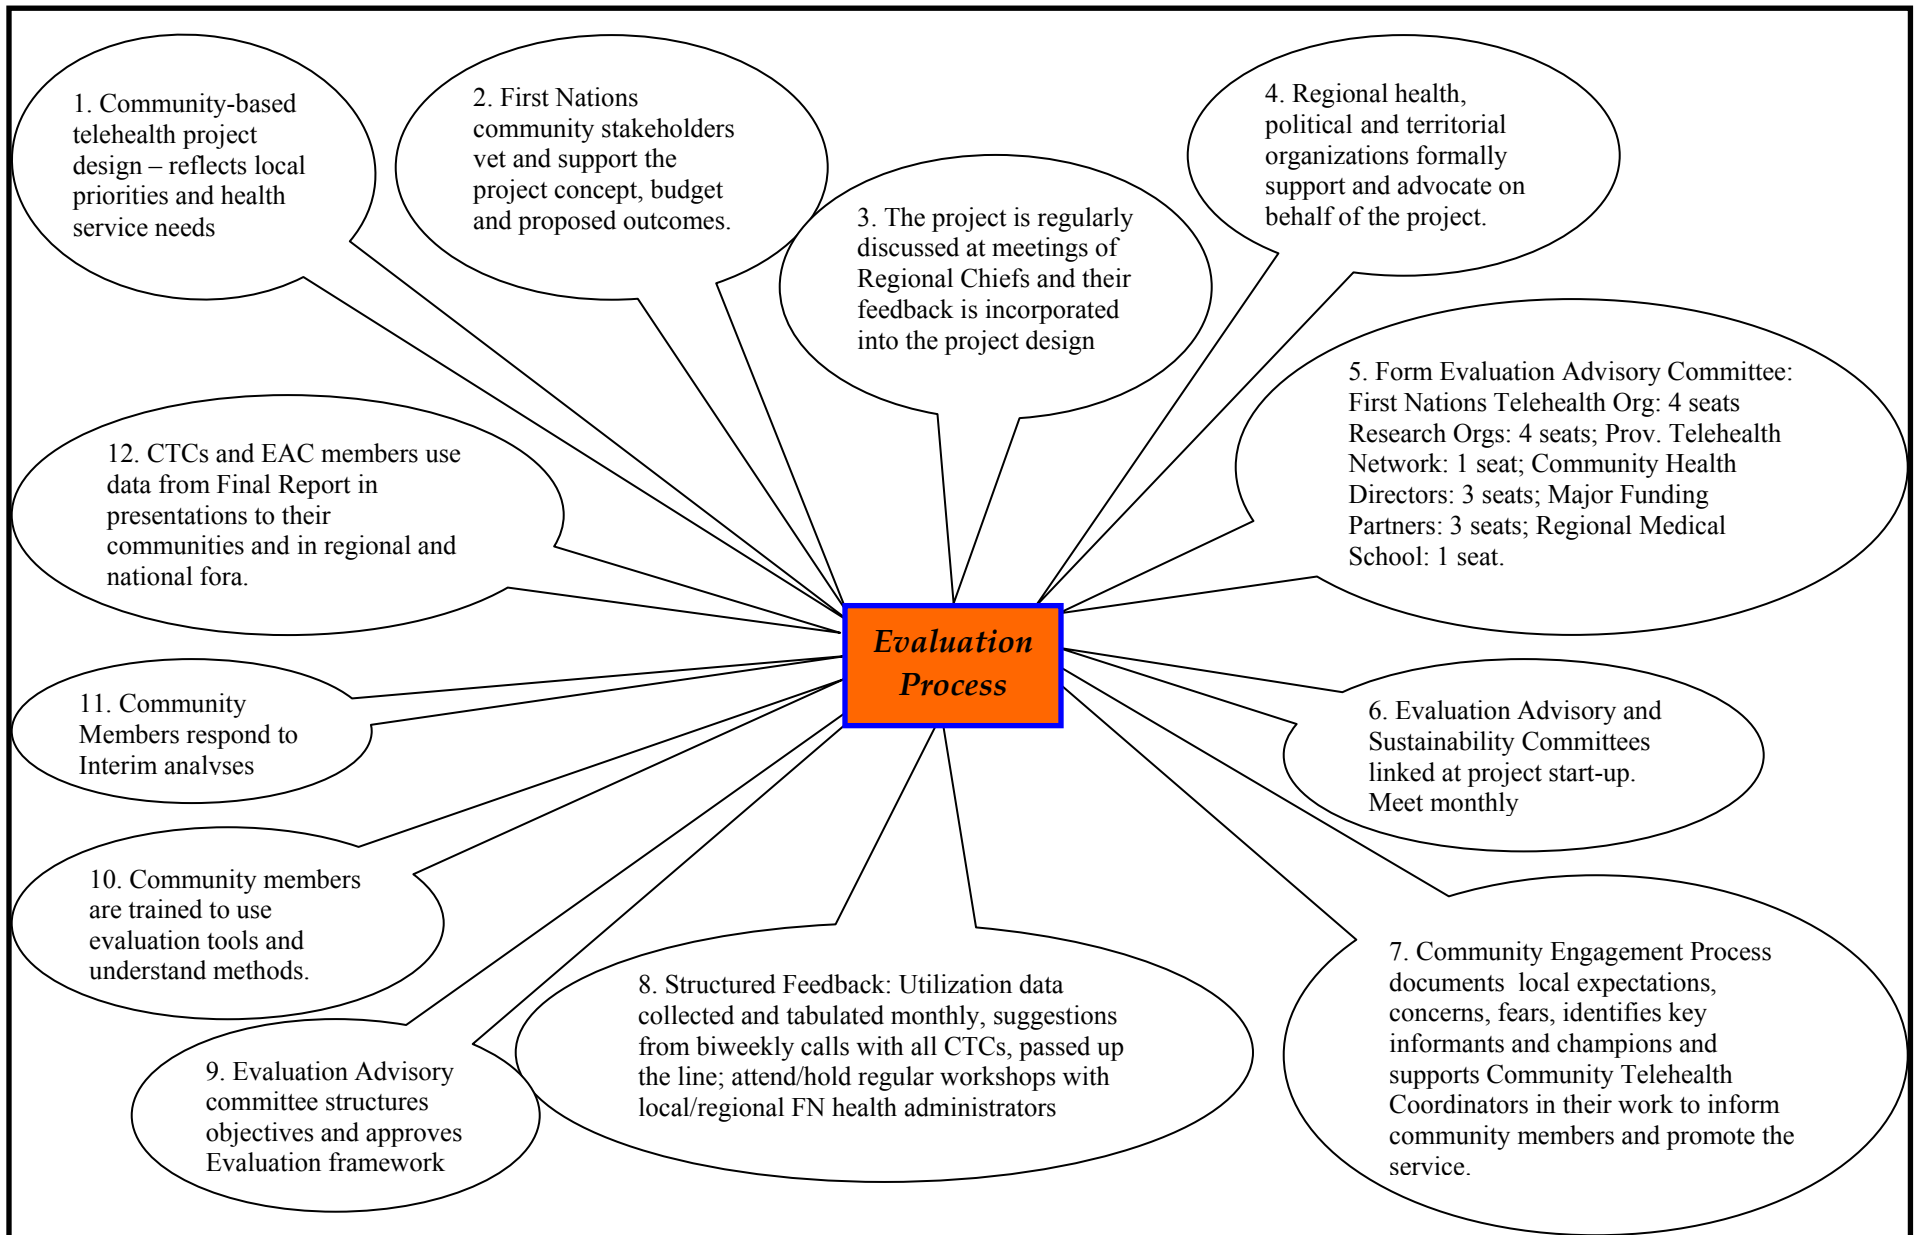 1. Community-based
telehealth project
design – reflects local
priorities and health
service needs
2. First Nations
community stakeholders
vet and support the
project concept, budget
and proposed outcomes.
3. The project is regularly
discussed at meetings of
Regional Chiefs and their
feedback is incorporated
into the project design
4. Regional health,
political and territorial
organizations formally
support and advocate on
behalf of the project.
5. Form Evaluation Advisory Committee:
First Nations Telehealth Org: 4 seats
Research Orgs: 4 seats; Prov. Telehealth
Network: 1 seat; Community Health
Directors: 3 seats; Major Funding
Partners: 3 seats; Regional Medical
School: 1 seat.
Evaluation
Process
6. Evaluation Advisory and
Sustainability Committees
linked at project start-up.
Meet monthly
7. Community Engagement Process
documents local expectations,
concerns, fears, identifies key
informants and champions and
supports Community Telehealth
Coordinators in their work to inform
community members and promote the
service.
8. Structured Feedback: Utilization data
collected and tabulated monthly, suggestions
from biweekly calls with all CTCs, passed up
the line; attend/hold regular workshops with
local/regional FN health administrators
9. Evaluation Advisory
committee structures
objectives and approves
Evaluation framework
10. Community members
are trained to use
evaluation tools and
understand methods.
11. Community
Members respond to
Interim analyses
12. CTCs and EAC members use
data from Final Report in
presentations to their
communities and in regional and
national fora.